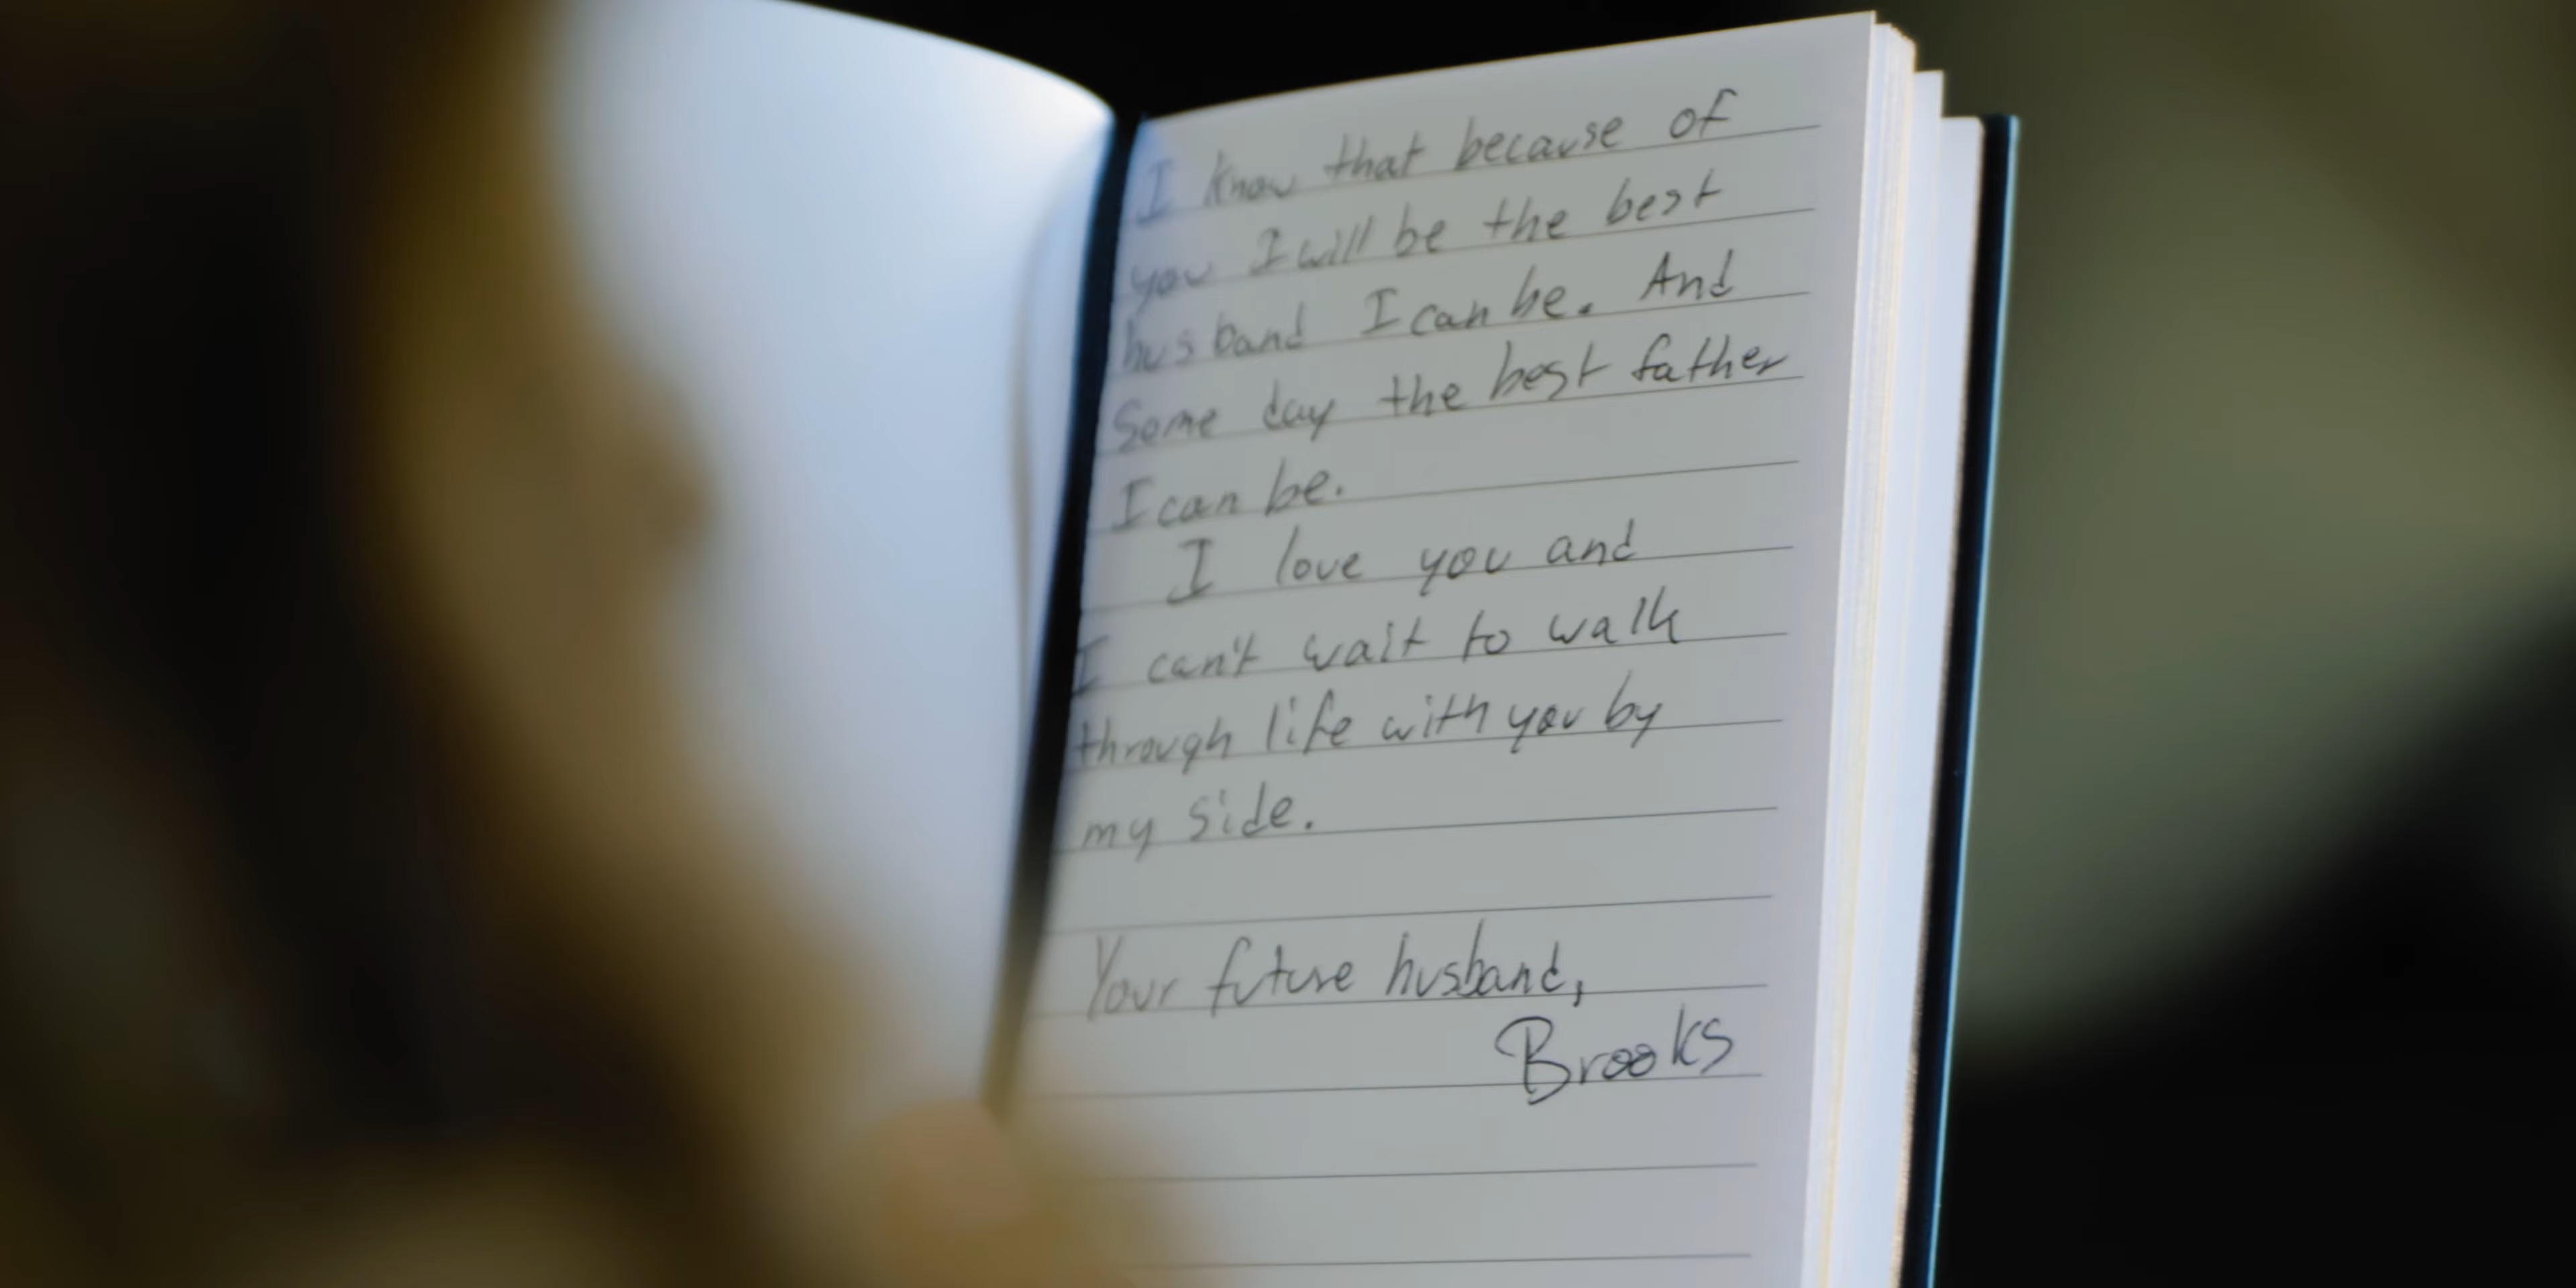 I know that because of
you I will be the best
husband I can be. And
Some day the best father
I can be.
I love you and
I can't wait to walk
through life with you by
my side.
Your future husband,
Brooks